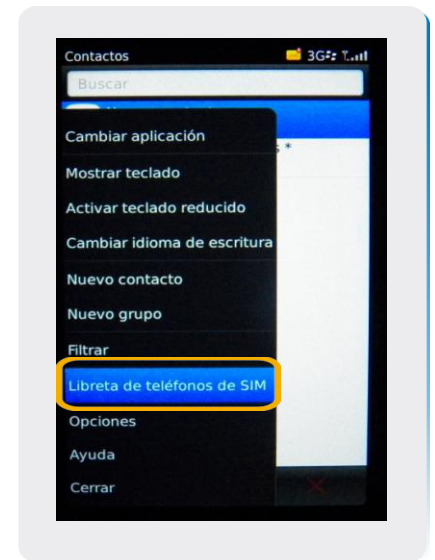 Contactos 3G
Buscar
Cambiar aplicación
Mostrar teclado
Activar teclado reducido
Cambiar idioma de escritura
Nuevo contacto
Nuevo grupo
Filtrar
Libreta de teléfonos de SIM
Opciones
Ayuda
Cerrar